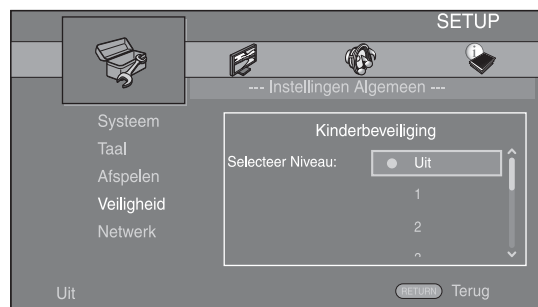 SETUP
--- Instellingen Algemeen ---
Systeem
Taal
Afspelen
Veiligheid
Netwerk
Kinderbeveiliging
Selecteer Niveau:
Uit
1
2
Uit
RETURN Terug